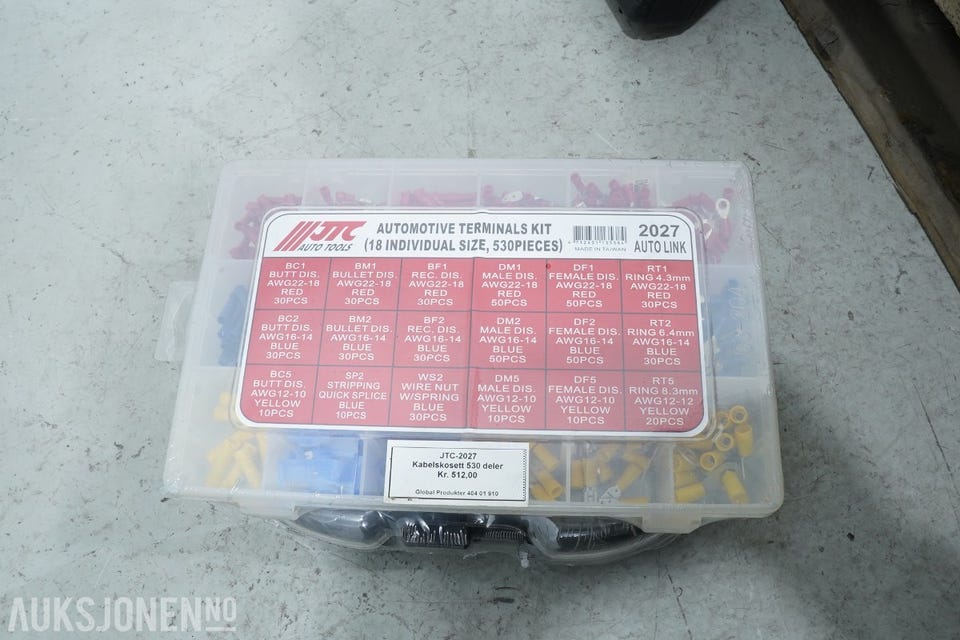 JTC
AUTO TOOLS
AUTOMOTIVE TERMINALS KIT
(18 INDIVIDUAL SIZE, 530PIECES)
MADE IN TAIWAN
2027
AUTO LINK
BC1
BUTT DIS.
AWG22-18
RED
30PCS
BM1
BULLET DIS.
AWG22-18
RED
30PCS
BF1
REC. DIS.
AWG22-18
RED
30PCS
DM1
MALE DIS.
AWG22-18
RED
50PCS
DF1
FEMALE DIS.
AWG22-18
RED
50PCS
RT1
RING 4.3mm
AWG22-18
RED
30PCS
BC2
BUTT DIS.
AWG16-14
BLUE
30PCS
BM2
BULLET DIS.
AWG16-14
BLUE
30PCS
BF2
REC. DIS.
AWG16-14
BLUE
30PCS
DM2
MALE DIS.
AWG16-14
BLUE
50PCS
DF2
FEMALE DIS.
AWG16-14
BLUE
50PCS
RT2
RING 6.4mm
AWG16-14
BLUE
30PCS
BC5
BUTT DIS.
AWG12-10
YELLOW
10PCS
SP2
STRIPPING
QUICK SPLICE
BLUE
10PCS
WS2
WIRE NUT
W/SPRING
BLUE
30PCS
DM5
MALE DIS.
AWG12-10
YELLOW
10PCS
DF5
FEMALE DIS.
AWG12-10
YELLOW
10PCS
RT5
RING 8.3mm
AWG12-12
YELLOW
20PCS
JTC-2027
Kabelskosett 530 deler
Kr. 512,00
Global Produkter 404 01 910
AUKSJONEN.NO